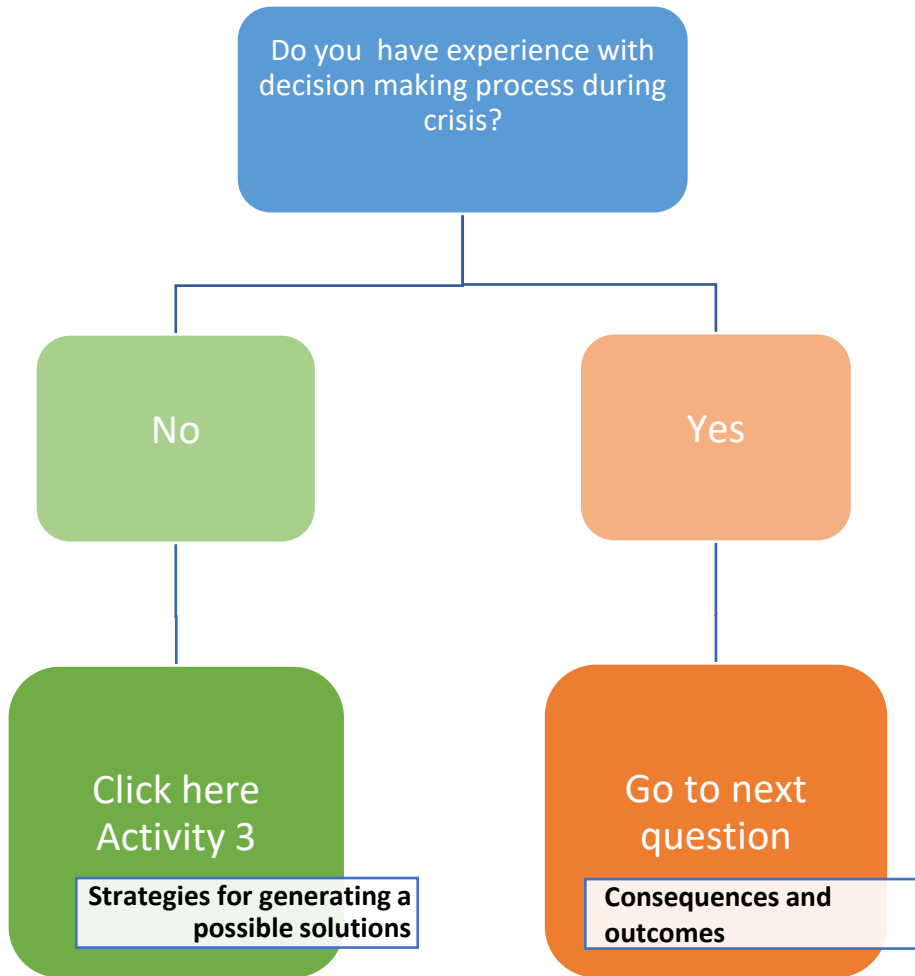 Do you  have experience with
decision making process during
crisis?
No
Yes
Click here
Activity 3
Strategies for generating a
possible solutions
Go to next
question
Consequences and
outcomes